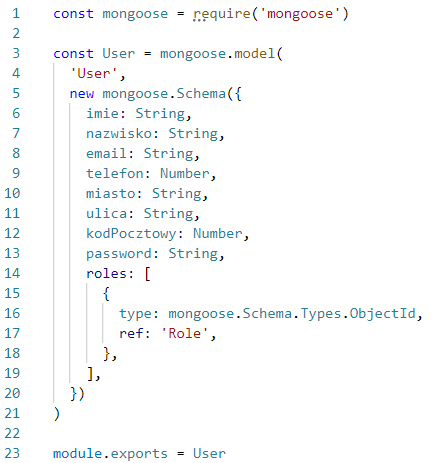 1 const mongoose = require('mongoose')
2
3 const User = mongoose.model(
4   'User',
5   new mongoose.Schema({
6     imie: String,
7     nazwisko: String,
8     email: String,
9     telefon: Number,
10     miasto: String,
11     ulica: String,
12     kodPocztowy: Number,
13     password: String,
14     roles: [
15       {
16         type: mongoose.Schema.Types.ObjectId,
17         ref: 'Role',
18       },
19     ],
20   })
21 )
22
23 module.exports = User